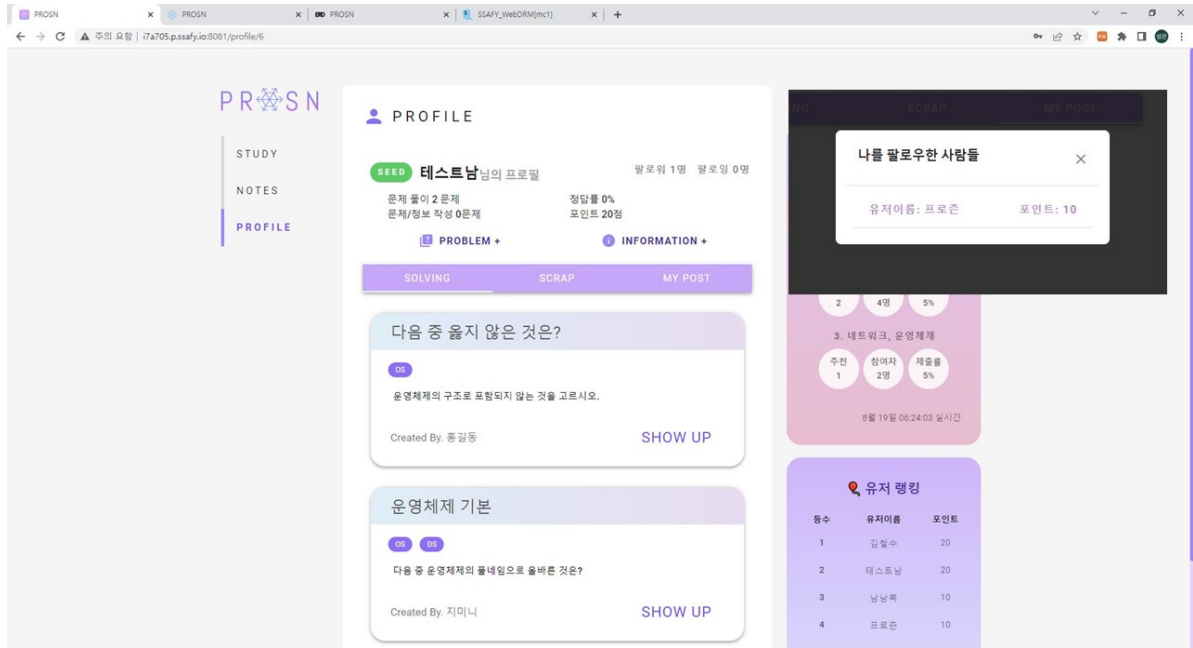 PROSN
PROSN
PROSN
SSAFY_WebDRM[mc1]
주의 요함 | i7a705.p.ssafy.io:8081/profile/6
PROSN
STUDY
NOTES
PROFILE
PROFILE
SEED 테스트남님의 프로필
팔로워 1명 팔로잉 0명
문제 풀이 2 문제
정답률 0%
문제/정보 작성 0문제
포인트 20점
PROBLEM +
INFORMATION +
SOLVING
SCRAP
MY POST
다음 중 옳지 않은 것은?
OS
운영체제의 구조로 포함되지 않는 것을 고르시오.
Created By. 홍길동
SHOW UP
운영체제 기본
OS
DS
다음 중 운영체제의 풀네임으로 올바른 것은?
Created By. 지미니
SHOW UP
SCRAP
MY POST
나를 팔로우한 사람들
유저이름: 프로즌
포인트: 10
2
4명
5%
3. 네트워크, 운영체제
추천
1
참여자
2명
제출률
5%
8월 19일 06:24:03 실시간
유저 랭킹
등수 유저이름 포인트
1 김철수 20
2 테스트남 20
3 남남쪽 10
4 프로즌 10